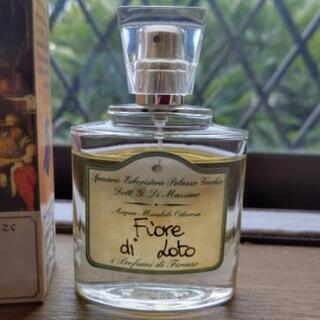 Spezieria-Erboristeria Palazzo Vecchio
Dott. G. Di Massimo
Acqua Mirabile Odorosa
Fiore
di Loto
i Profumi di Firenze